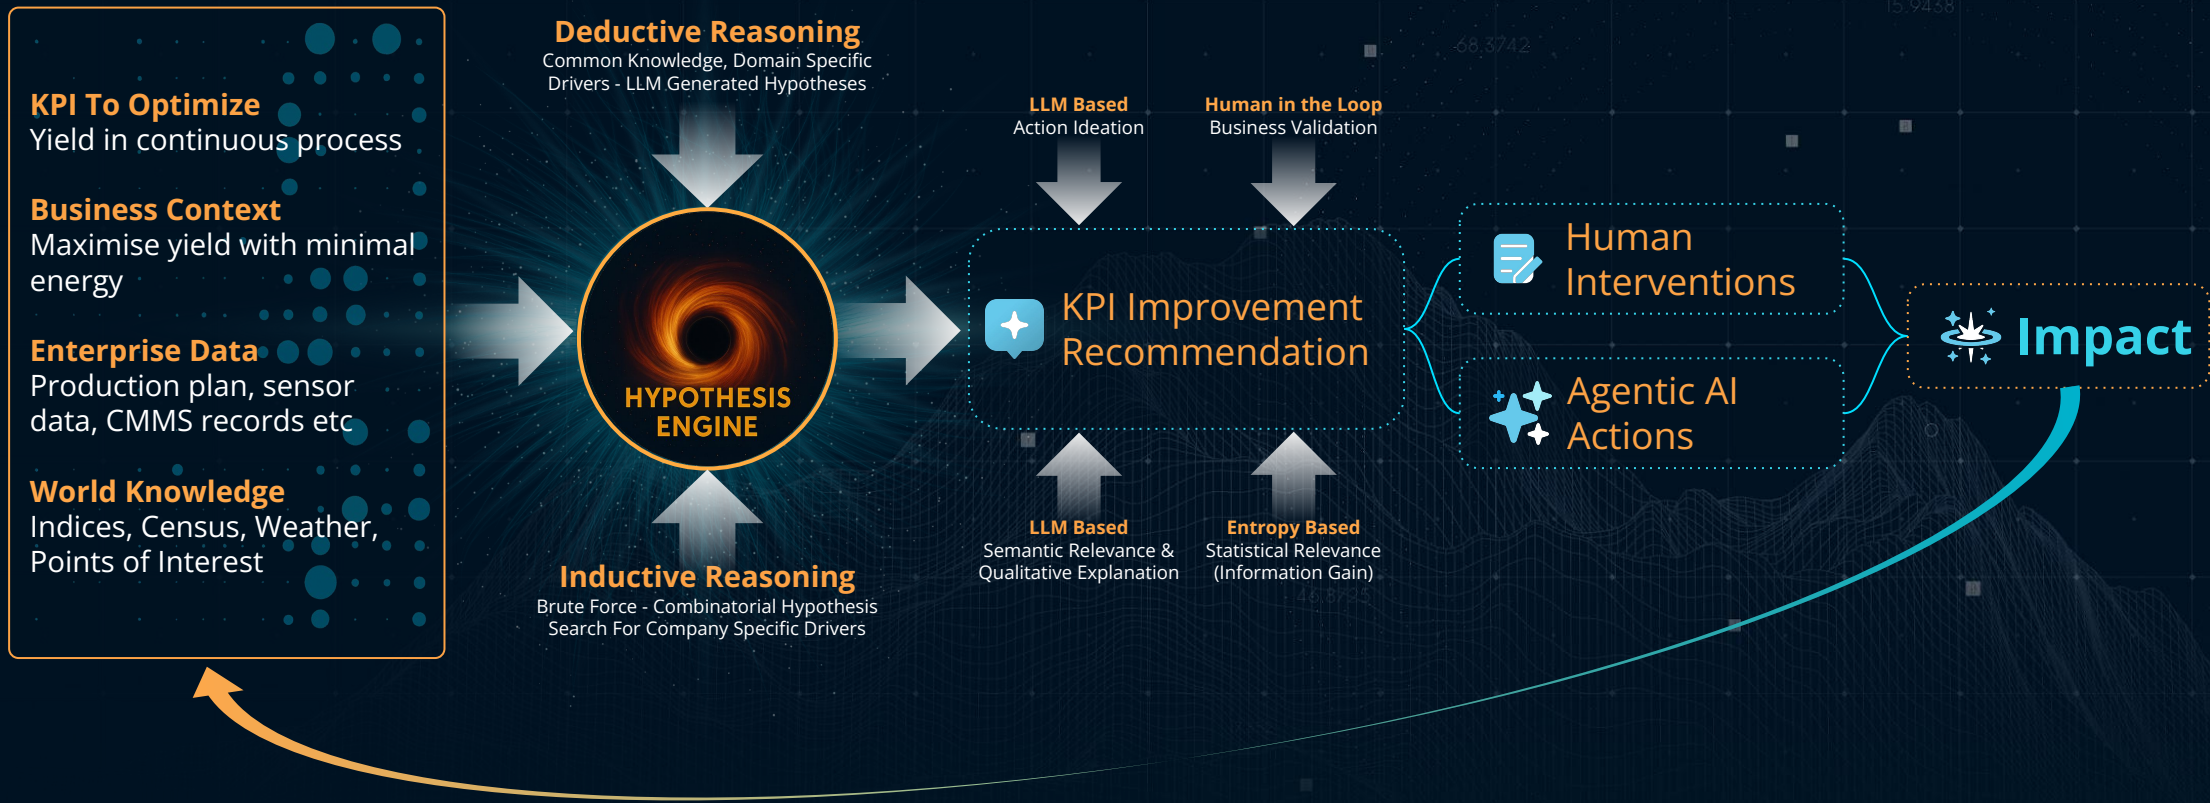 KPI To Optimize
Yield in continuous process
Business Context
Maximise yield with minimal
energy
Enterprise Data
Production plan, sensor
data, CMMS records etc
World Knowledge
Indices, Census, Weather,
Points of Interest
Deductive Reasoning
Common Knowledge, Domain Specific
Drivers - LLM Generated Hypotheses
HYPOTHESIS
ENGINE
Inductive Reasoning
Brute Force - Combinatorial Hypothesis
Search For Company Specific Drivers
LLM Based
Action Ideation
Human in the Loop
Business Validation
KPI Improvement
Recommendation
LLM Based
Semantic Relevance &
Qualitative Explanation
Entropy Based
Statistical Relevance
(Information Gain)
Human
Interventions
Agentic AI
Actions
Impact
-68.3742
15.9438